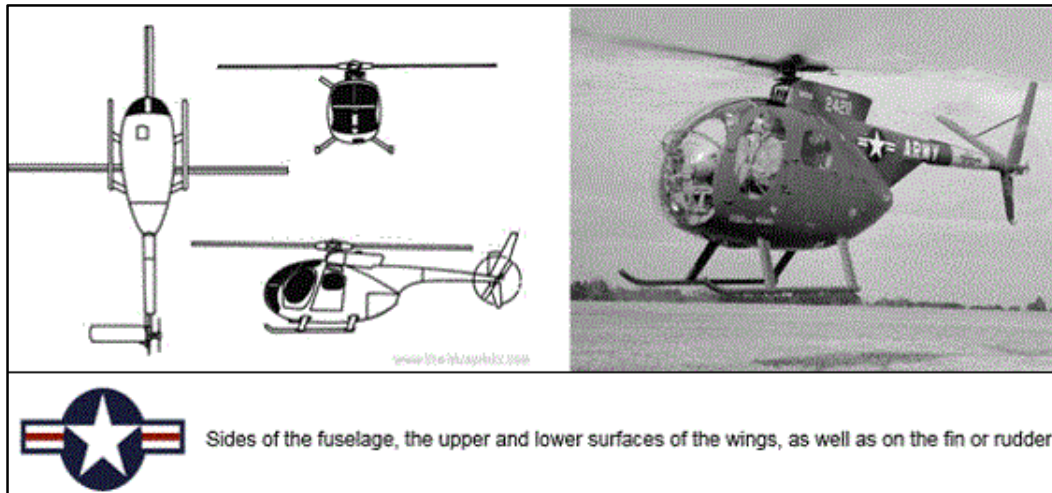 2421
ARMY
Sides of the fuselage, the upper and lower surfaces of the wings, as well as on the fin or rudder